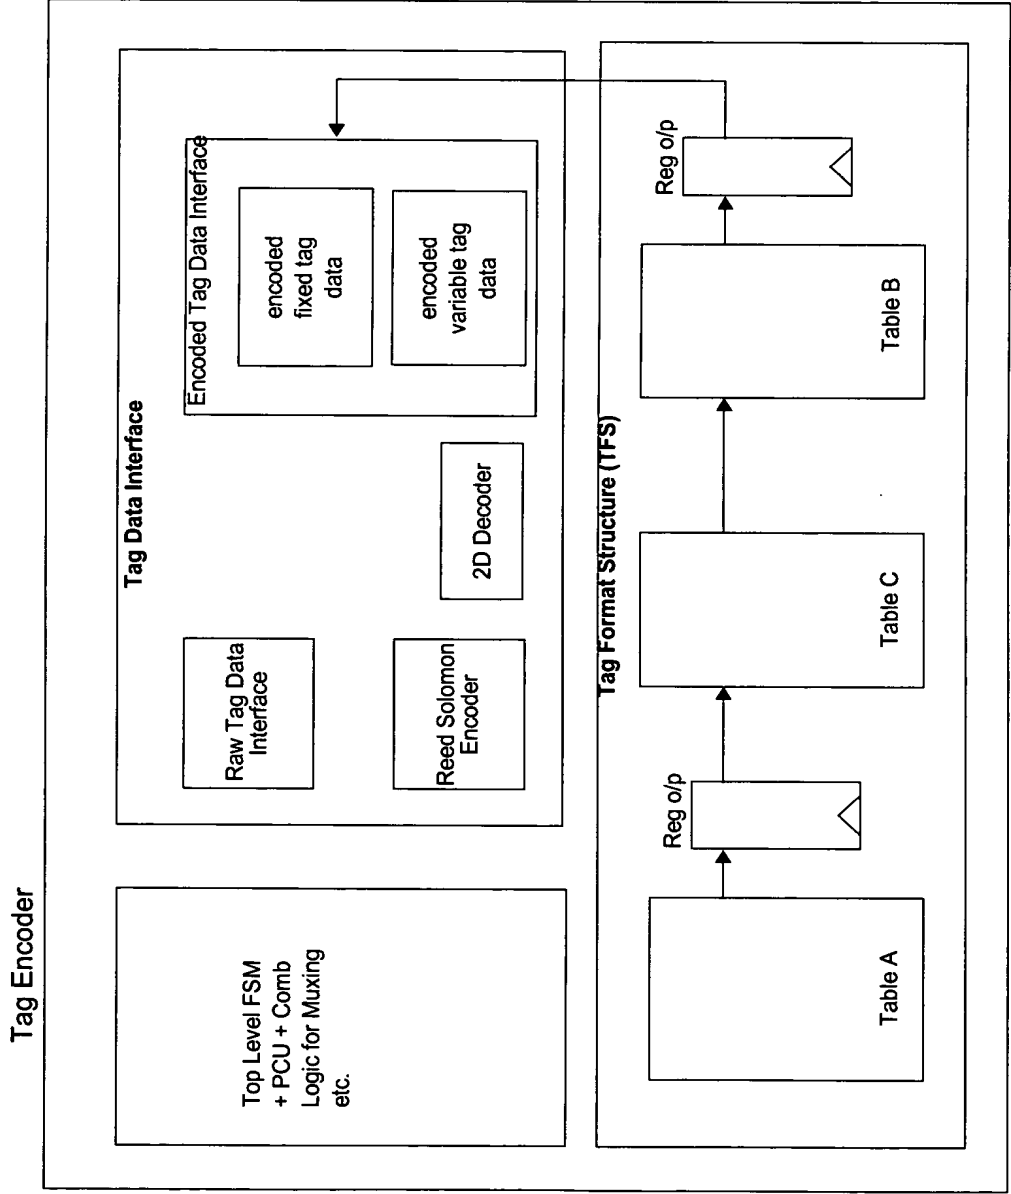 Tag Encoder
Top Level FSM
+ PCU + Comb
Logic for Muxing
etc.
Tag Data Interface
Raw Tag Data
Interface
Reed Solomon
Encoder
2D Decoder
Encoded Tag Data Interface
encoded
fixed tag
data
encoded
variable tag
data
Tag Format Structure (TFS)
Table A
Reg o/p
Table C
Table B
Reg o/p